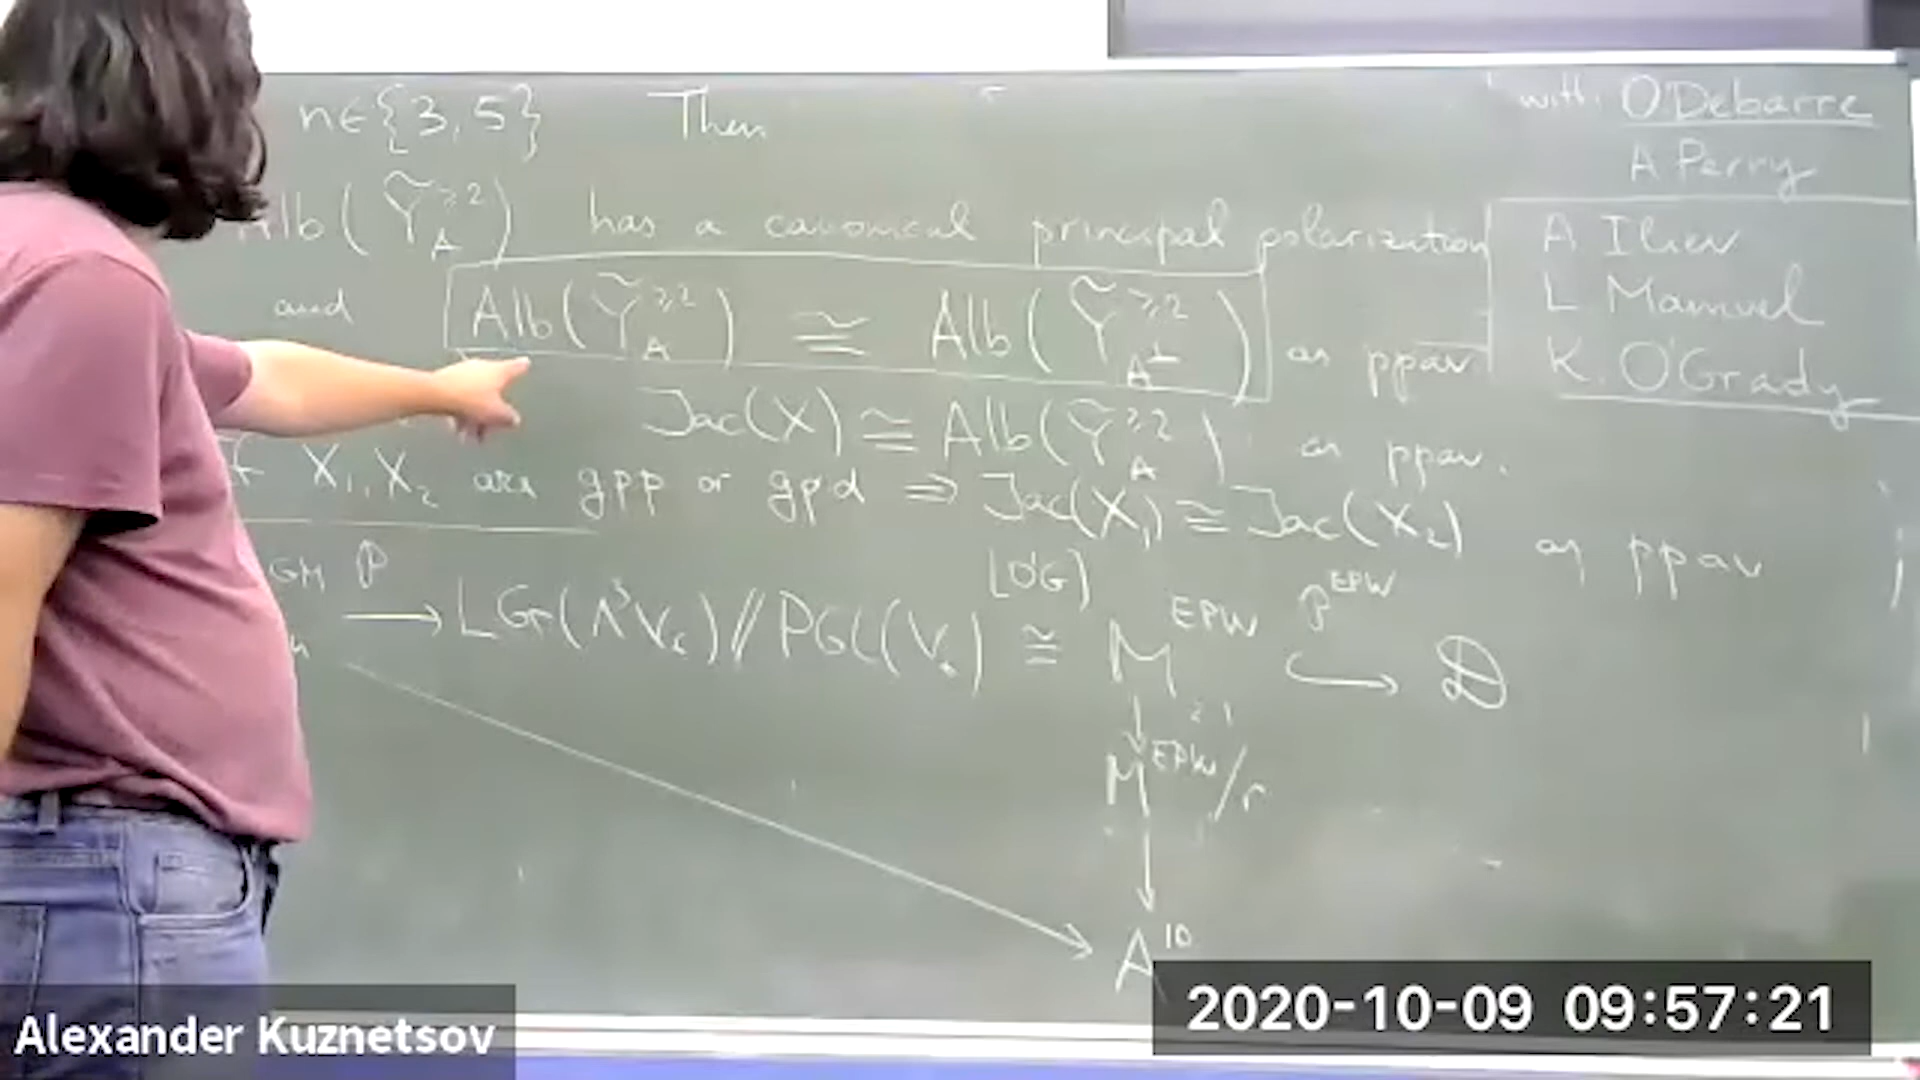 n∈{3,5} Then
with O'Debarre
A Perry
Alb(Ỹ_A^{≥2}) has a canonical principal polarization
A Iliev
L. Manivel
K. O'Grady
and Alb(Ỹ_A^{≥2}) ≅ Alb(Ỹ_{A^⊥}^{≥2}) as ppav
Jac(X) ≅ Alb(Ỹ_A^{≥2}) as ppav.
If X₁, X₂ are gpp or gpd ⇒ Jac(X₁) ≅ Jac(X₂) as ppav
GM 𝒫 → LGr(Λ³V₆)//PGL(V₆) ≅ [O'G] M^{EPW} ↪ 𝒫^{EPW} 𝒟
↓ 2:1
M^{EPW}/r
↓
A^{10}
Alexander Kuznetsov
2020-10-09 09:57:21